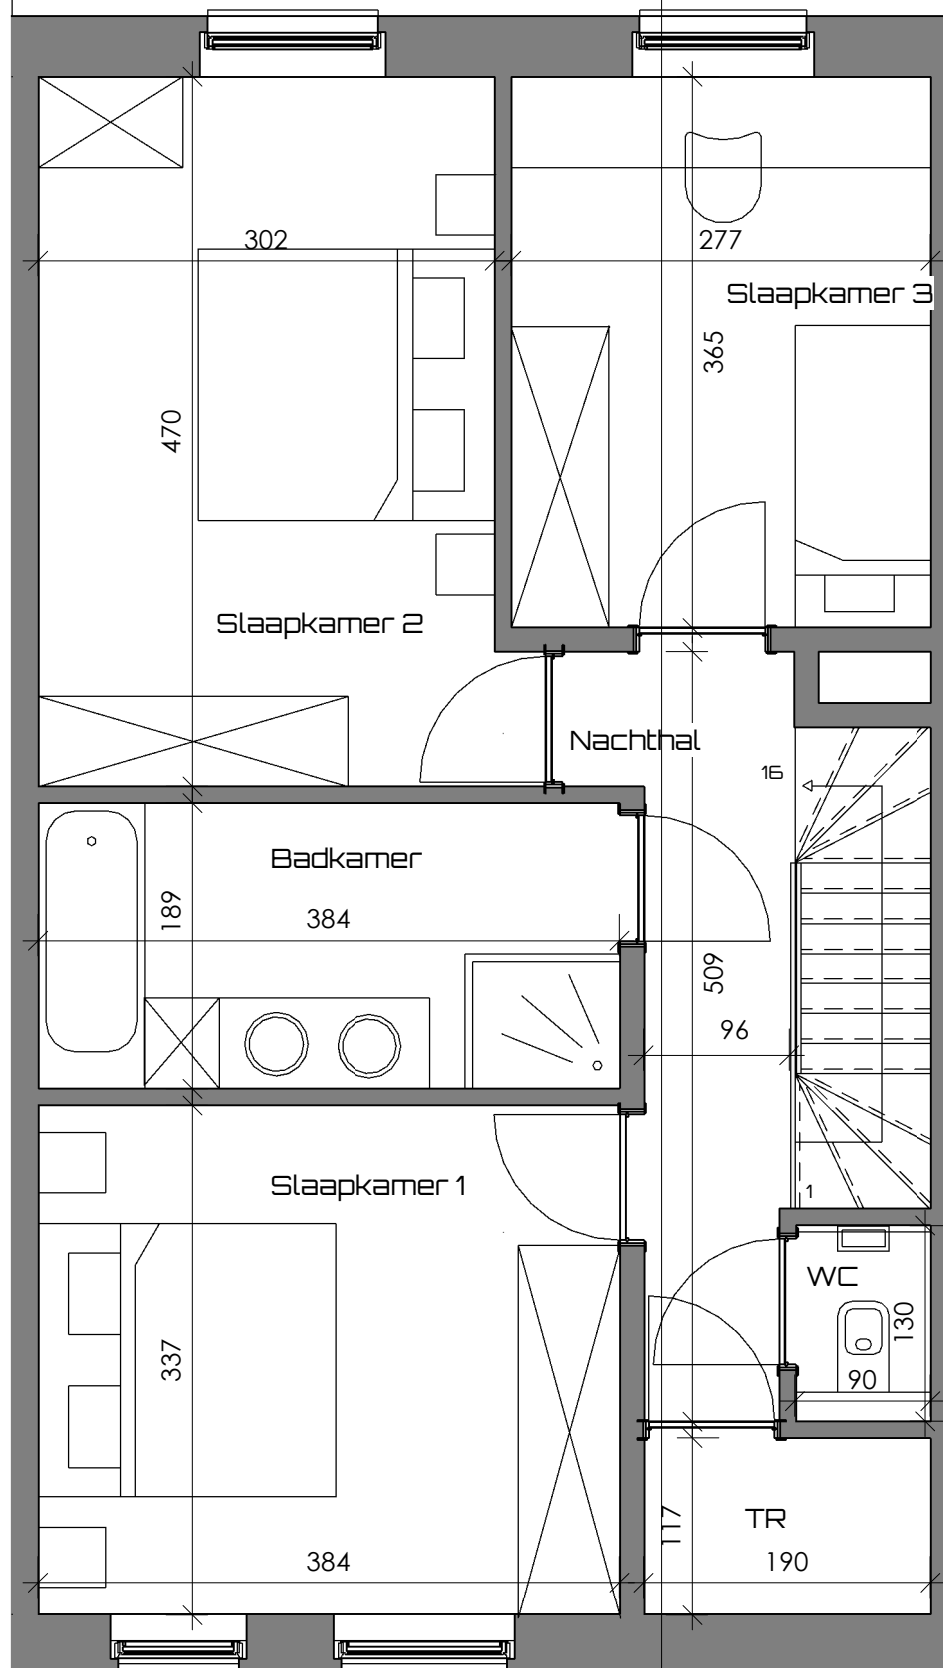 302
277
Slaapkamer 3
365
470
Slaapkamer 2
Nachthal
16
Badkamer
189
384
509
96
1
Slaapkamer 1
WC
130
337
90
TR
117
384
190